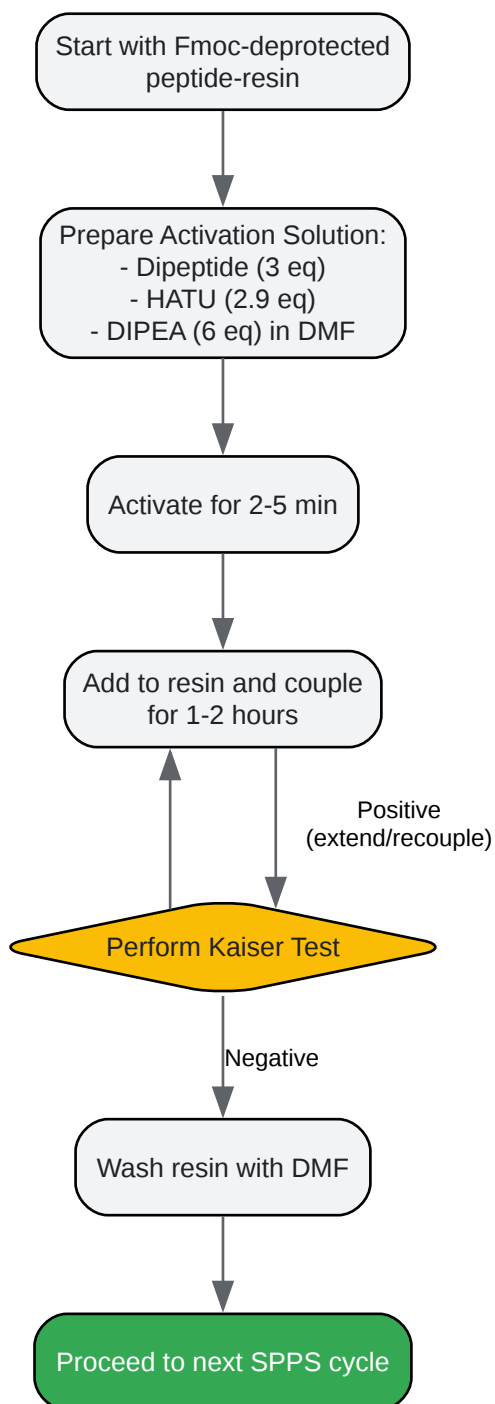 Start with Fmoc-deprotected
peptide-resin
Prepare Activation Solution:
- Dipeptide (3 eq)
- HATU (2.9 eq)
- DIPEA (6 eq) in DMF
Activate for 2-5 min
Add to resin and couple
for 1-2 hours
Positive
(extend/recouple)
Perform Kaiser Test
Negative
Wash resin with DMF
Proceed to next SPPS cycle